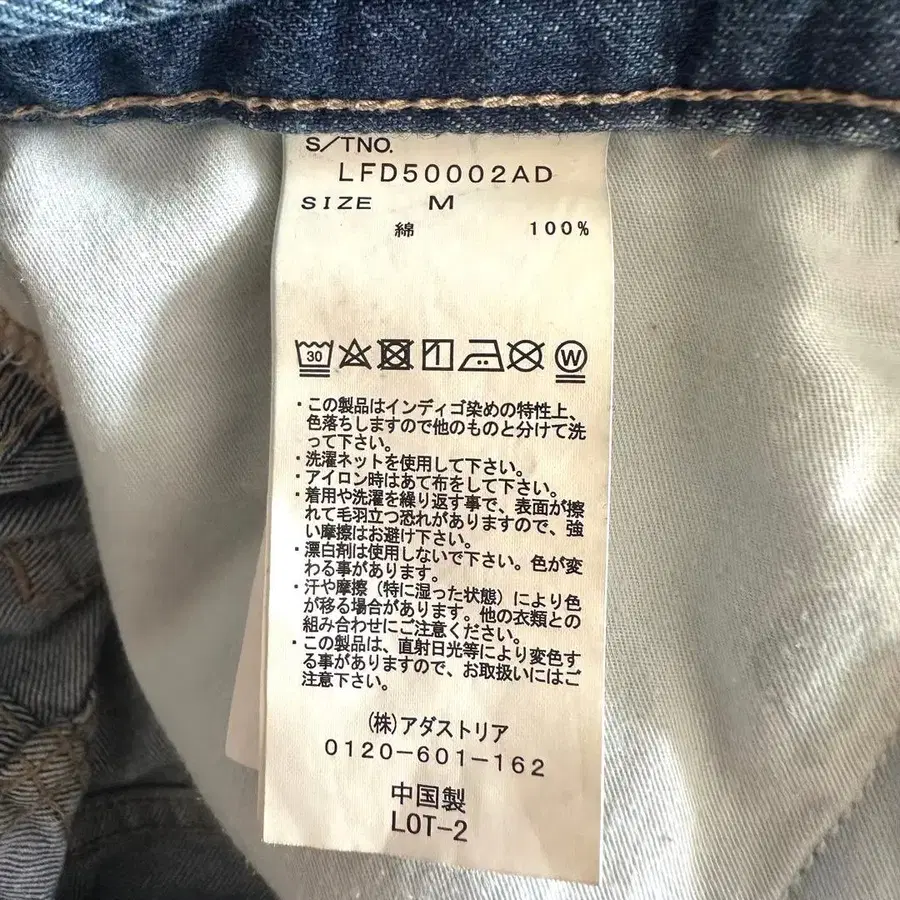 S/TNO.
LFD50002AD
SIZE M
綿 100%
30
W
・この製品はインディゴ染めの特性上、
色落ちしますので他のものと分けて洗
って下さい。
・洗濯ネットを使用して下さい。
・アイロン時はあて布をして下さい。
・着用や洗濯を繰り返す事で、表面が擦
れて毛羽立つ恐れがありますので、強
い摩擦はお避け下さい。
・漂白剤は使用しないで下さい。色が変
わる事があります。
・汗や摩擦（特に湿った状態）により色
が移る場合があります。他の衣類との
組み合わせにご注意ください。
・この製品は、直射日光等により変色す
る事がありますので、お取扱いにはご
注意下さい。
(株)アダストリア
0120-601-162
中国製
LOT-2